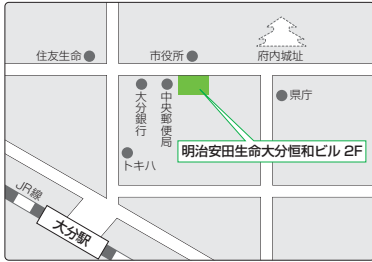 住友生命
市役所
府内城址
大分銀行
中央郵便局
県庁
トキハ
明治安田生命大分恒和ビル 2F
JR線
大分駅